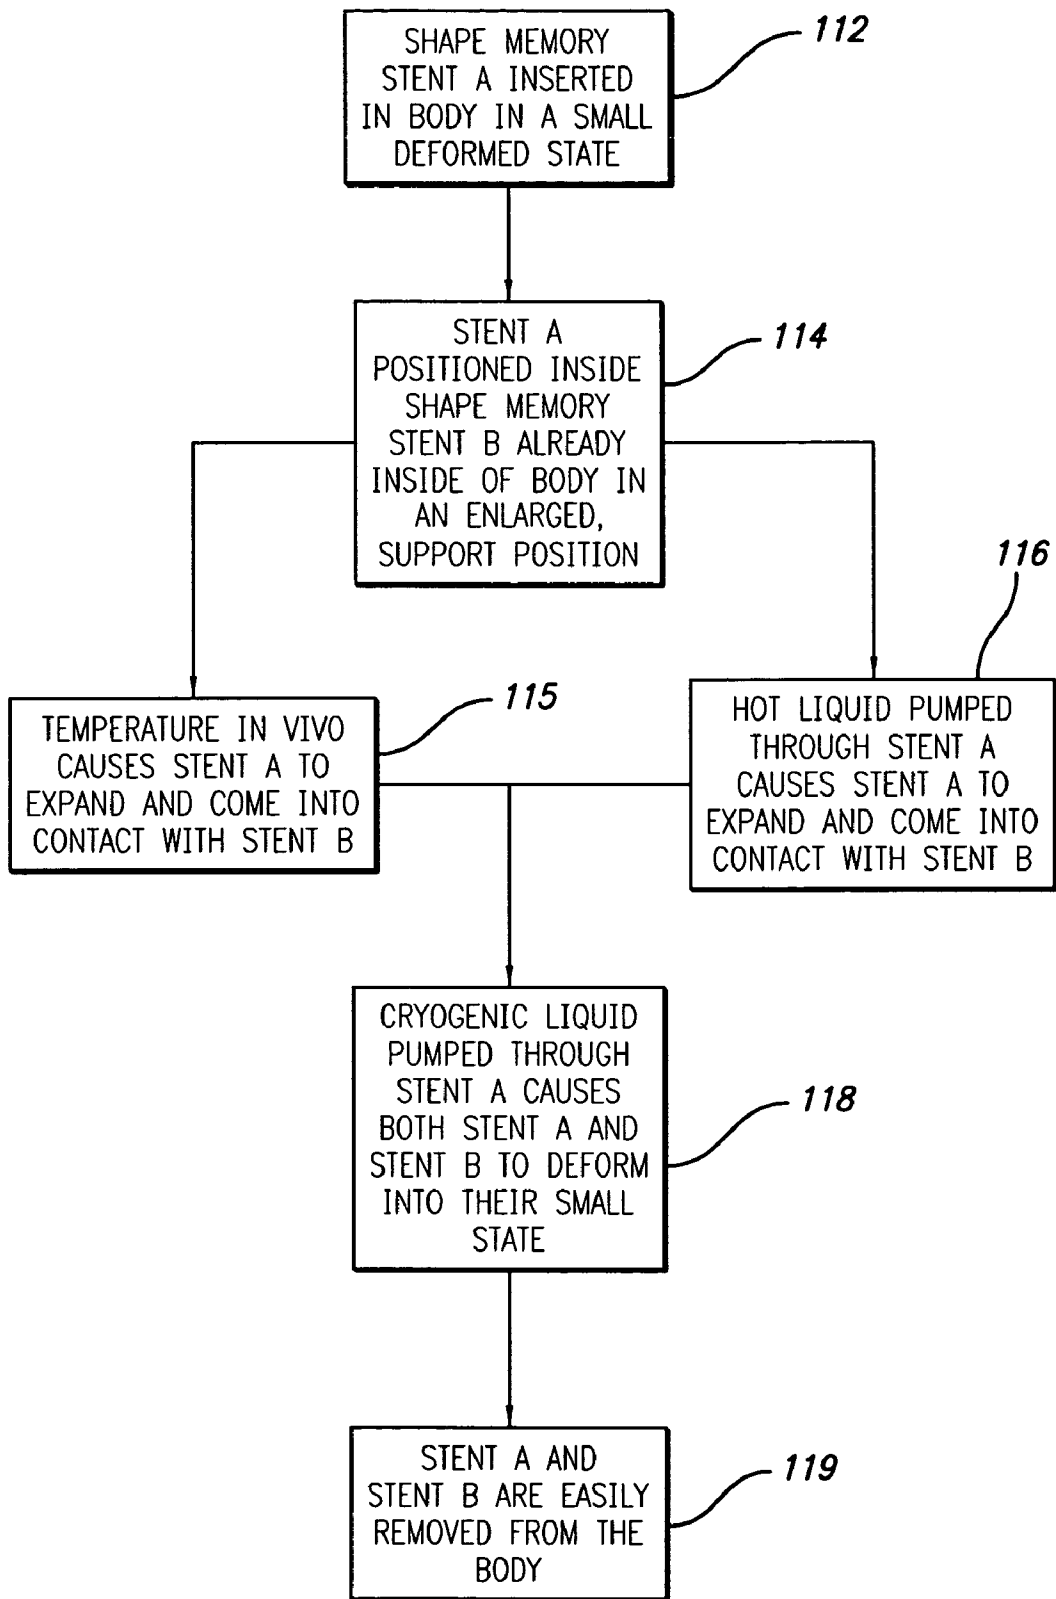 SHAPE MEMORY
STENT A INSERTED
IN BODY IN A SMALL
DEFORMED STATE
112
STENT A
POSITIONED INSIDE
SHAPE MEMORY
STENT B ALREADY
INSIDE OF BODY IN
AN ENLARGED,
SUPPORT POSITION
114
TEMPERATURE IN VIVO
CAUSES STENT A TO
EXPAND AND COME INTO
CONTACT WITH STENT B
115
HOT LIQUID PUMPED
THROUGH STENT A
CAUSES STENT A TO
EXPAND AND COME INTO
CONTACT WITH STENT B
116
CRYOGENIC LIQUID
PUMPED THROUGH
STENT A CAUSES
BOTH STENT A AND
STENT B TO DEFORM
INTO THEIR SMALL
STATE
118
STENT A AND
STENT B ARE EASILY
REMOVED FROM THE
BODY
119